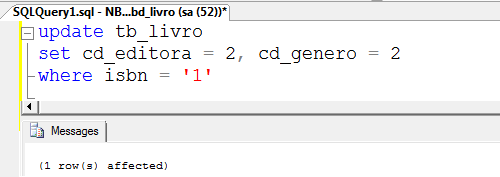 SQLQuery1.sql - NB...bd_livro (sa (52))*
update tb_livro
set cd_editora = 2, cd_genero = 2
where isbn = '1'
Messages
(1 row(s) affected)